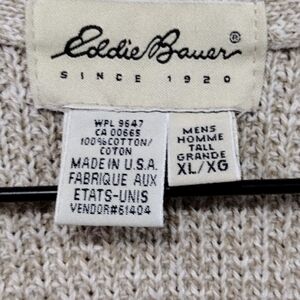 Eddie Bauer®
SINCE 1920
WPL 9647
CA 00665
100% COTTON/
COTON
MADE IN U.S.A.
FABRIQUE AUX
ETATS-UNIS
VENDOR#61404
MENS
HOMME
TALL
GRANDE
XL/XG